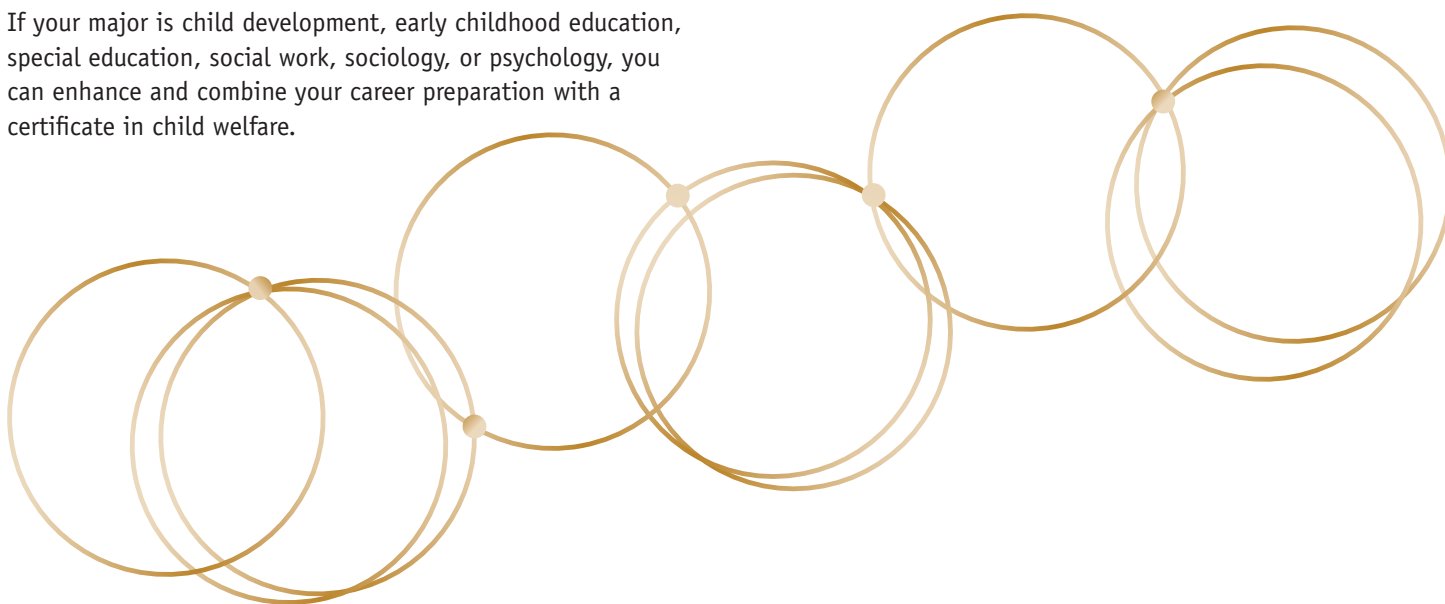 If your major is child development, early childhood education,
special education, social work, sociology, or psychology, you
can enhance and combine your career preparation with a
certificate in child welfare.